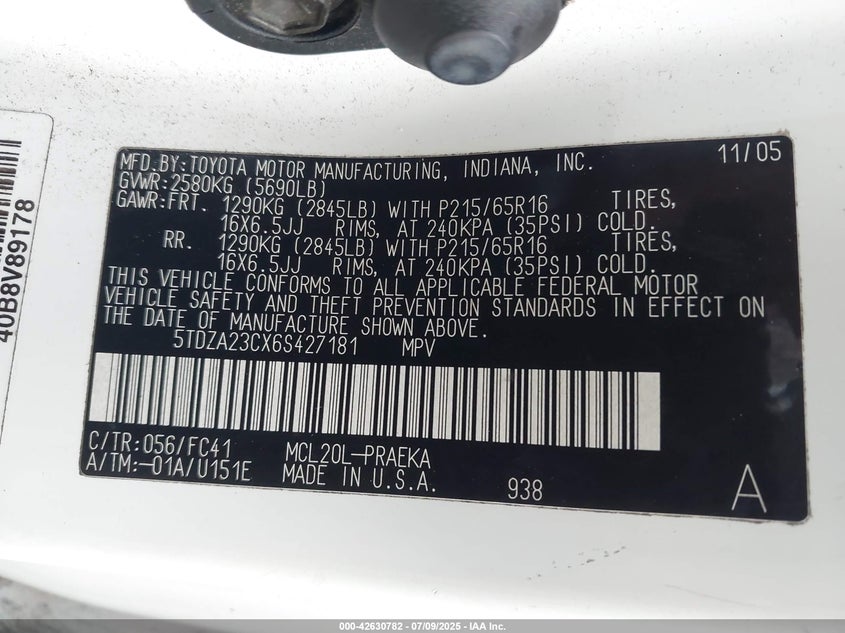 40B8V89178
MFD.BY:TOYOTA MOTOR MANUFACTURING, INDIANA, INC. 11/05
GVWR:2580KG (5690LB)
GAWR:FRT. 1290KG (2845LB) WITH P215/65R16 TIRES,
16X6.5JJ RIMS, AT 240KPA (35PSI) COLD.
RR. 1290KG (2845LB) WITH P215/65R16 TIRES,
16X6.5JJ RIMS, AT 240KPA (35PSI) COLD.
THIS VEHICLE CONFORMS TO ALL APPLICABLE FEDERAL MOTOR
VEHICLE SAFETY AND THEFT PREVENTION STANDARDS IN EFFECT ON
THE DATE OF MANUFACTURE SHOWN ABOVE.
5TDZA23CX6S427181 MPV
C/TR:056/FC41 MCL20L-PRAEKA
A/TM:-01A/U151E MADE IN U.S.A. 938 A
000-42630782 - 07/09/2025 - IAA Inc.